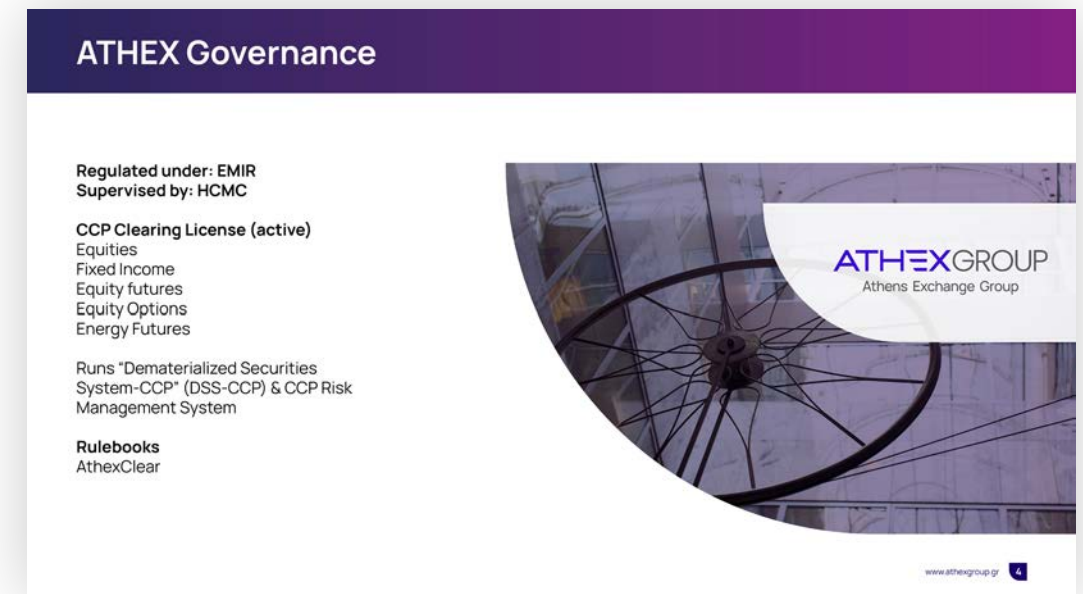 ATHEX Governance
Regulated under: EMIR
Supervised by: HCMC
CCP Clearing License (active)
Equities
Fixed Income
Equity futures
Equity Options
Energy Futures
Runs “Dematerialized Securities
System-CCP” (DSS-CCP) & CCP Risk
Management System
Rulebooks
AthexClear
ATHEXGROUP
Athens Exchange Group
www.athexgroup.gr 4